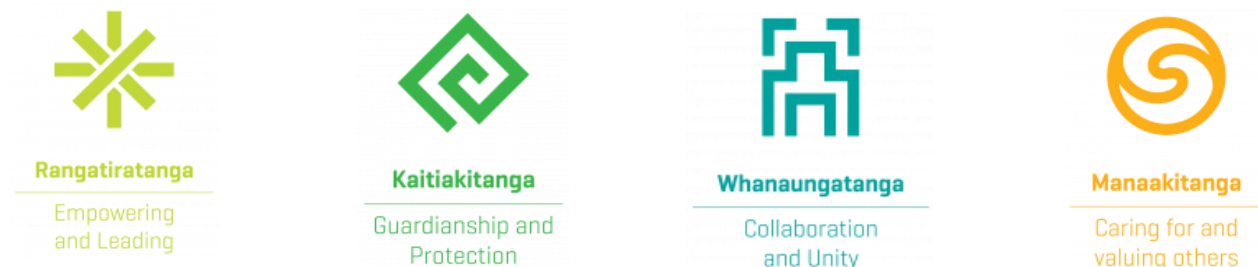 Rangatiratanga
Empowering
and Leading
Kaitiakitanga
Guardianship and
Protection
Whanaungatanga
Collaboration
and Unity
Manaakitanga
Caring for and
valuing others